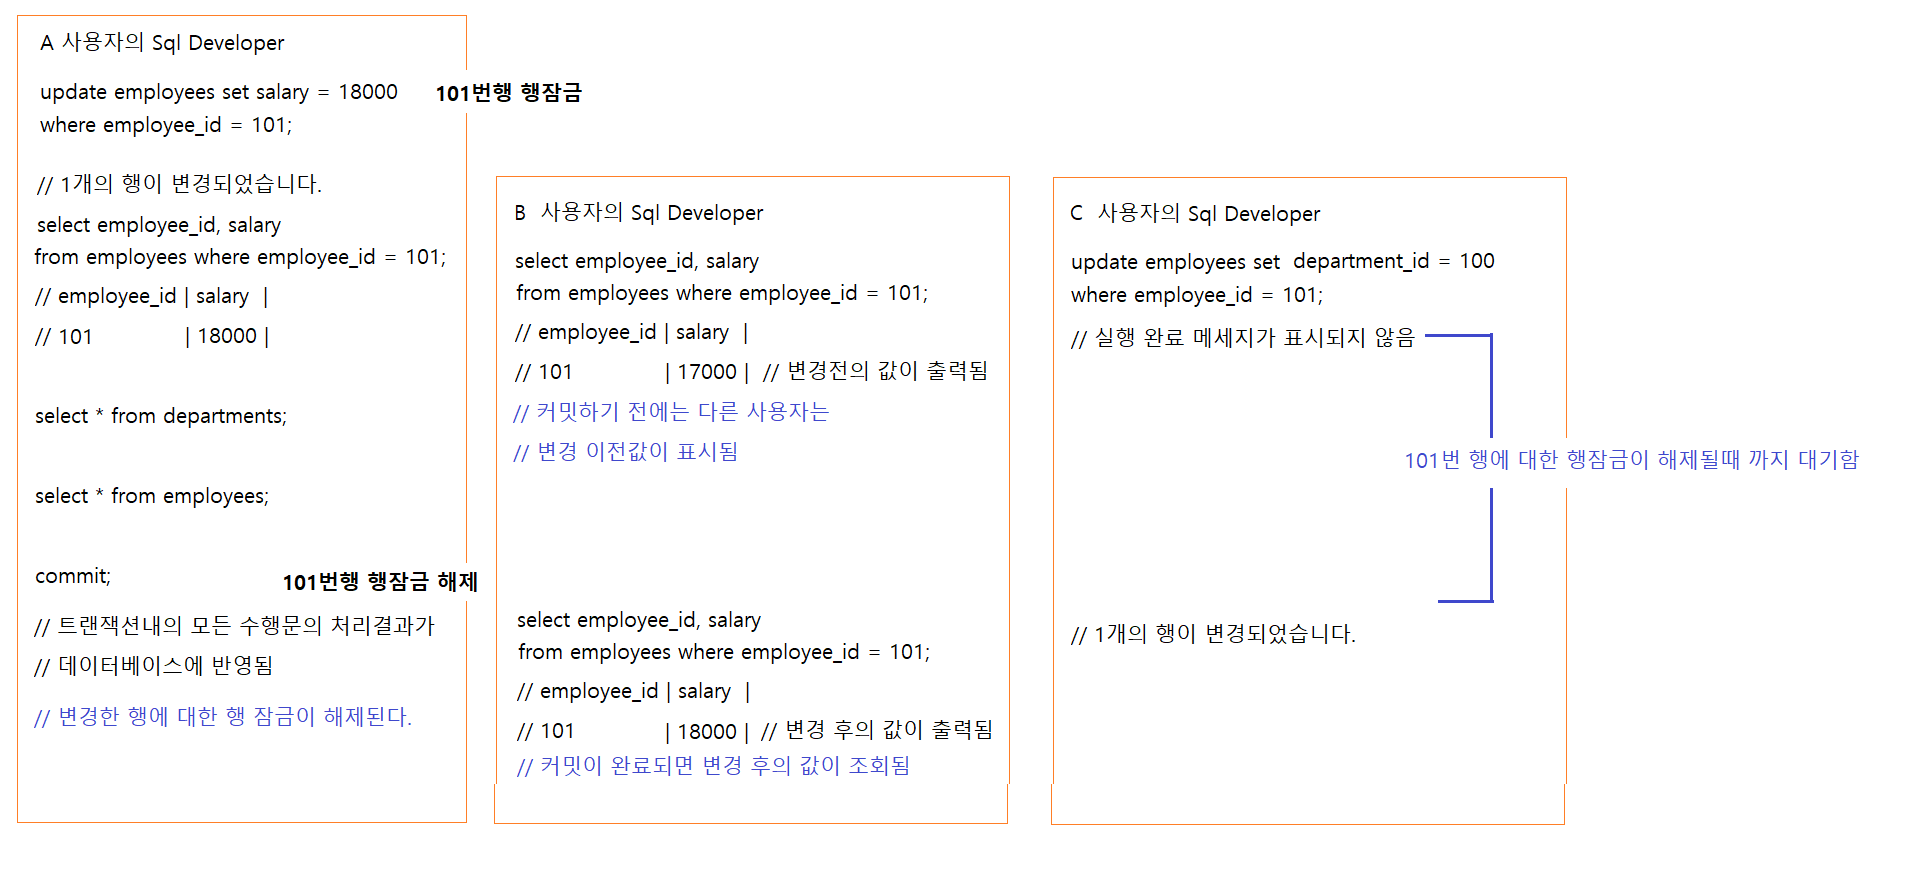 A 사용자의 Sql Developer
update employees set salary = 18000
where employee_id = 101;
101번행 행잠금
// 1개의 행이 변경되었습니다.
select employee_id, salary
from employees where employee_id = 101;
// employee_id | salary |
// 101 | 18000 |
select * from departments;
select * from employees;
commit;
101번행 행잠금 해제
// 트랜잭션내의 모든 수행문의 처리결과가
// 데이터베이스에 반영됨
// 변경한 행에 대한 행 잠금이 해제된다.
B 사용자의 Sql Developer
select employee_id, salary
from employees where employee_id = 101;
// employee_id | salary |
// 101 | 17000 | // 변경전의 값이 출력됨
// 커밋하기 전에는 다른 사용자는
// 변경 이전값이 표시됨
select employee_id, salary
from employees where employee_id = 101;
// employee_id | salary |
// 101 | 18000 | // 변경 후의 값이 출력됨
// 커밋이 완료되면 변경 후의 값이 조회됨
C 사용자의 Sql Developer
update employees set department_id = 100
where employee_id = 101;
// 실행 완료 메세지가 표시되지 않음
101번 행에 대한 행잠금이 해제될때 까지 대기함
// 1개의 행이 변경되었습니다.